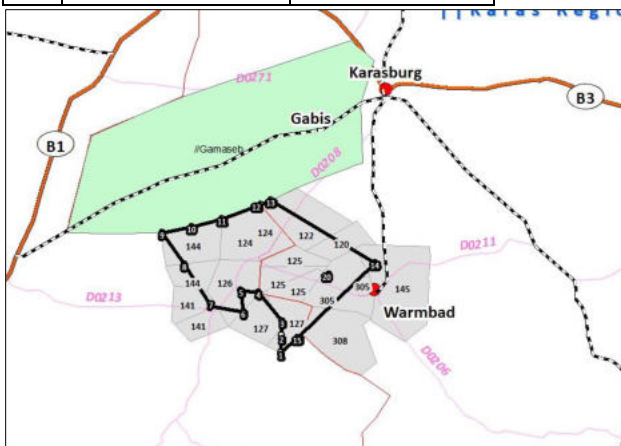 ||Karas Regio
D0271
Karasburg
B3
Gabis
B1
//Gamaseb
D0208
13
12
11
10
9
124
122
120
D0211
144
124
8
125
14
20
144
126
125
305
145
D0213
5
4
125
305
7
141
6
Warmbad
3
127
141
127
2
15
308
1
D0206